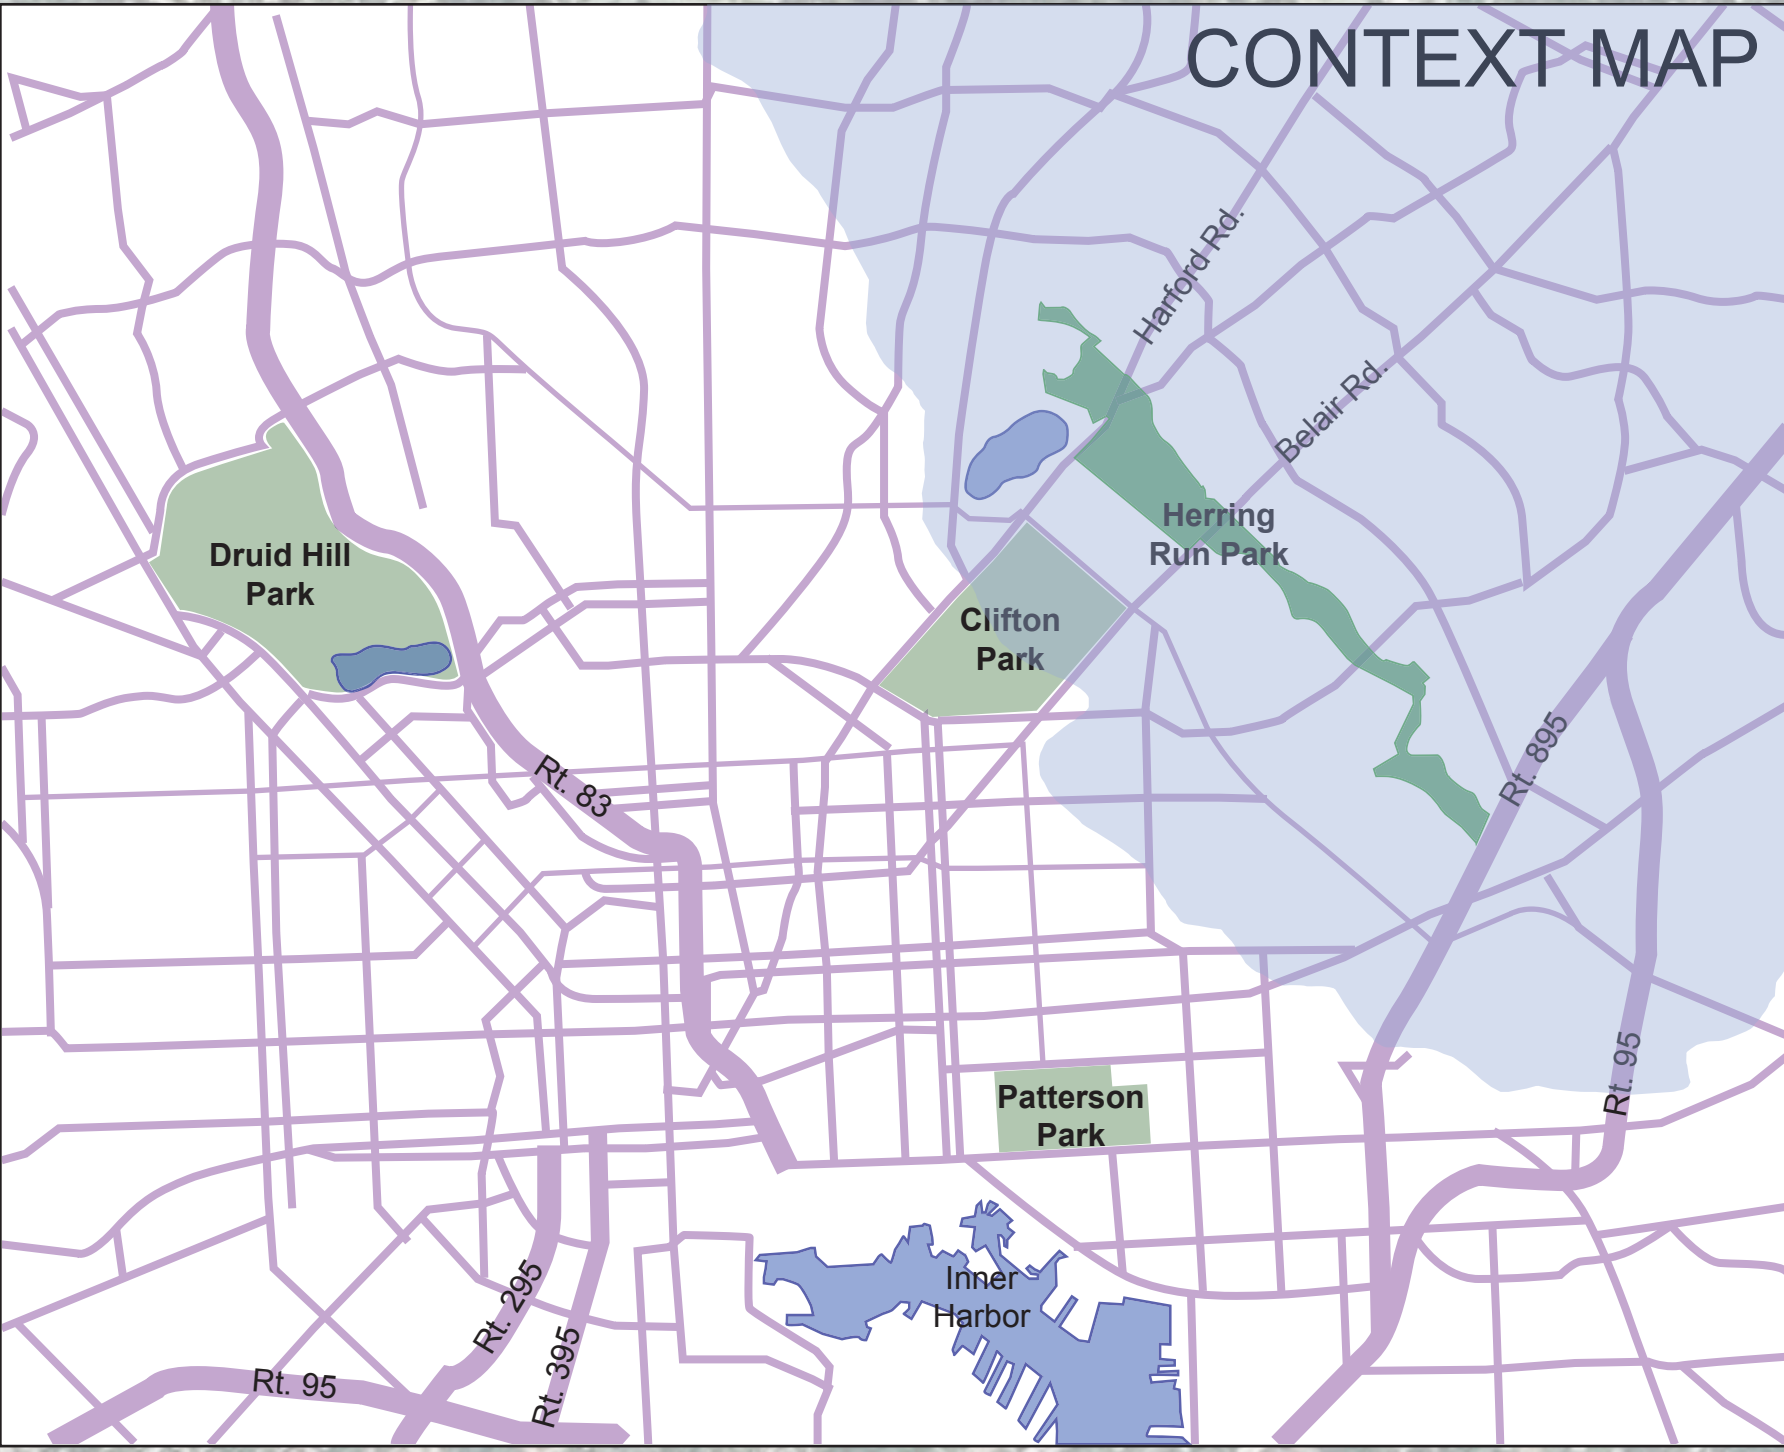 CONTEXT MAP
Harford Rd.
Belair Rd.
Herring
Run Park
Druid Hill
Park
Clifton
Park
Rt. 895
Rt. 83
Rt. 95
Patterson
Park
Inner
Harbor
Rt. 295
Rt. 395
Rt. 95